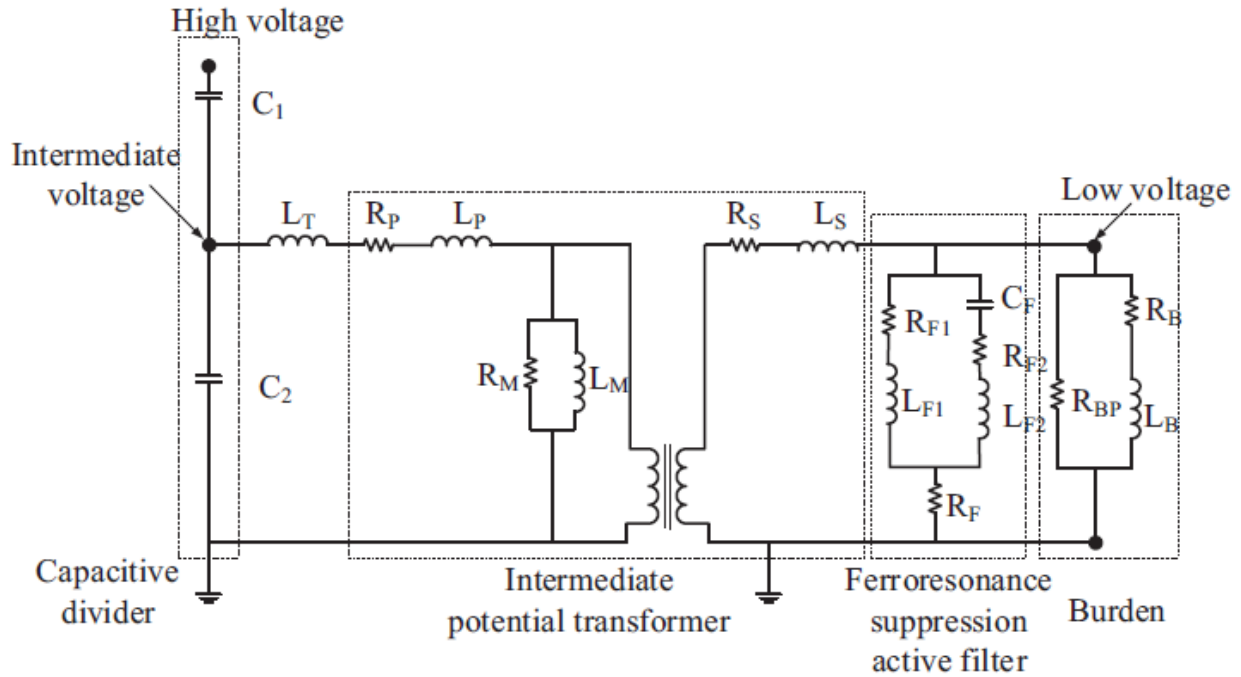 High voltage
C1
Intermediate
voltage
LT
RP
LP
RS
LS
Low voltage
CF
RF1
RF2
RB
RM
LM
C2
LF1
LF2
RBP
LB
RF
Capacitive
divider
Intermediate
potential transformer
Ferroresonance
suppression
active filter
Burden